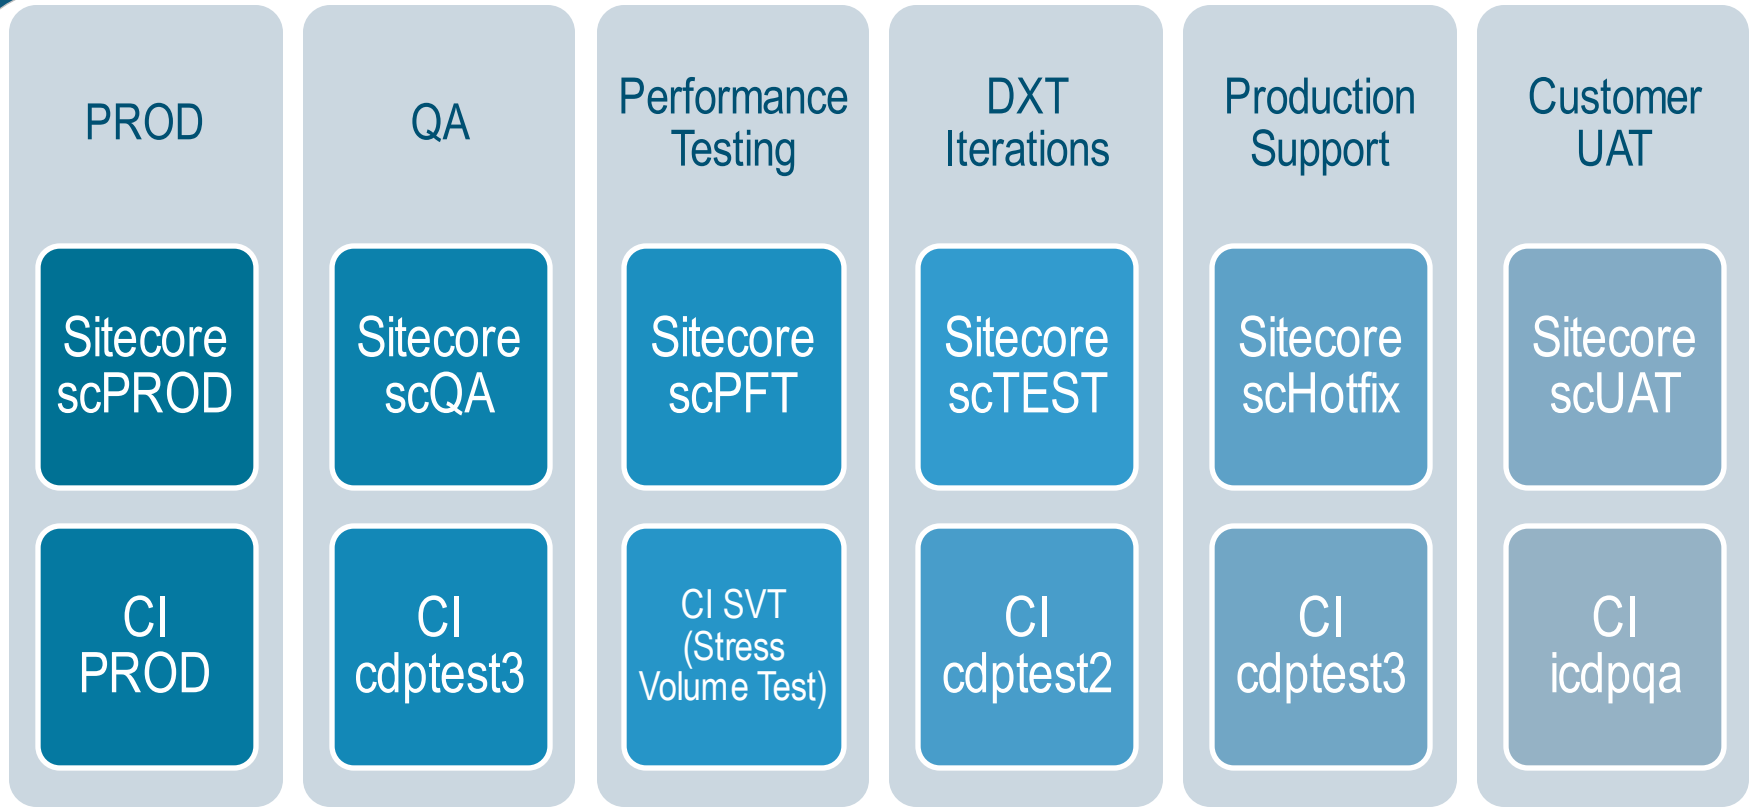 PROD
Sitecore
scPROD
CI
PROD
QA
Sitecore
scQA
CI
cdptest3
Performance
Testing
Sitecore
scPFT
CI SVT
(Stress
Volume Test)
DXT
Iterations
Sitecore
scTEST
CI
cdptest2
Production
Support
Sitecore
scHotfix
CI
cdptest3
Customer
UAT
Sitecore
scUAT
CI
icdpqa